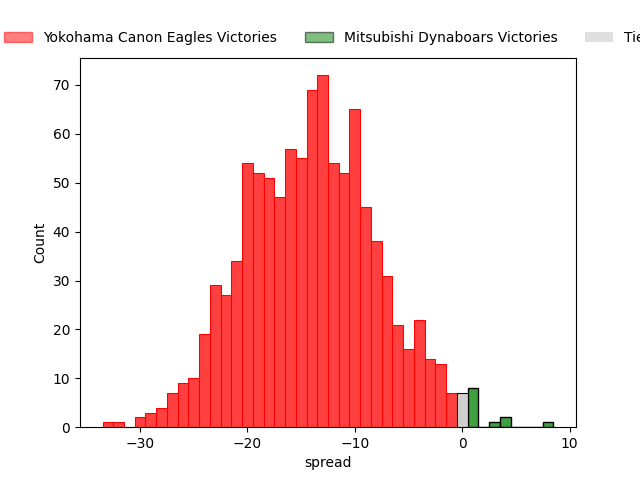 Yokohama Canon Eagles Victories Mitsubishi Dynaboars Victories Tie
70
60
50
40
30
20
10
0
Count
−30 −20 −10 0 10
spread